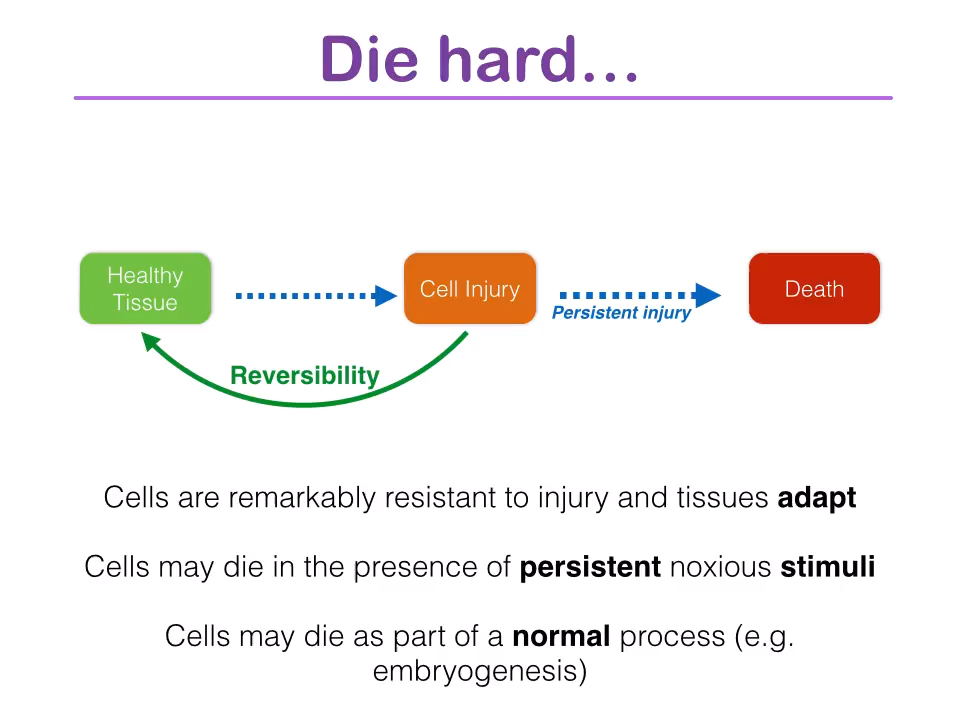 Die hard...
Healthy
Tissue
Cell Injury
Death
Persistent injury
Reversibility
Cells are remarkably resistant to injury and tissues adapt
Cells may die in the presence of persistent noxious stimuli
Cells may die as part of a normal process (e.g.
embryogenesis)